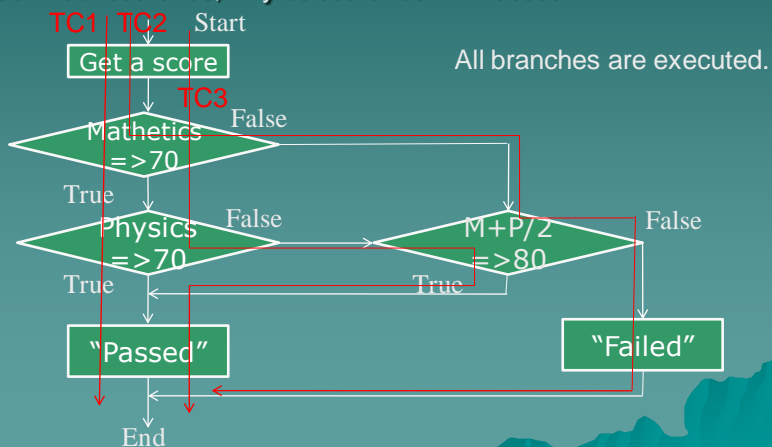 TC1 TC2 Start
Get a score
All branches are executed.
TC3
False
Mathetics
=>70
True
Physics
=>70
False
M+P/2
=>80
False
True
True
“Passed”
“Failed”
End